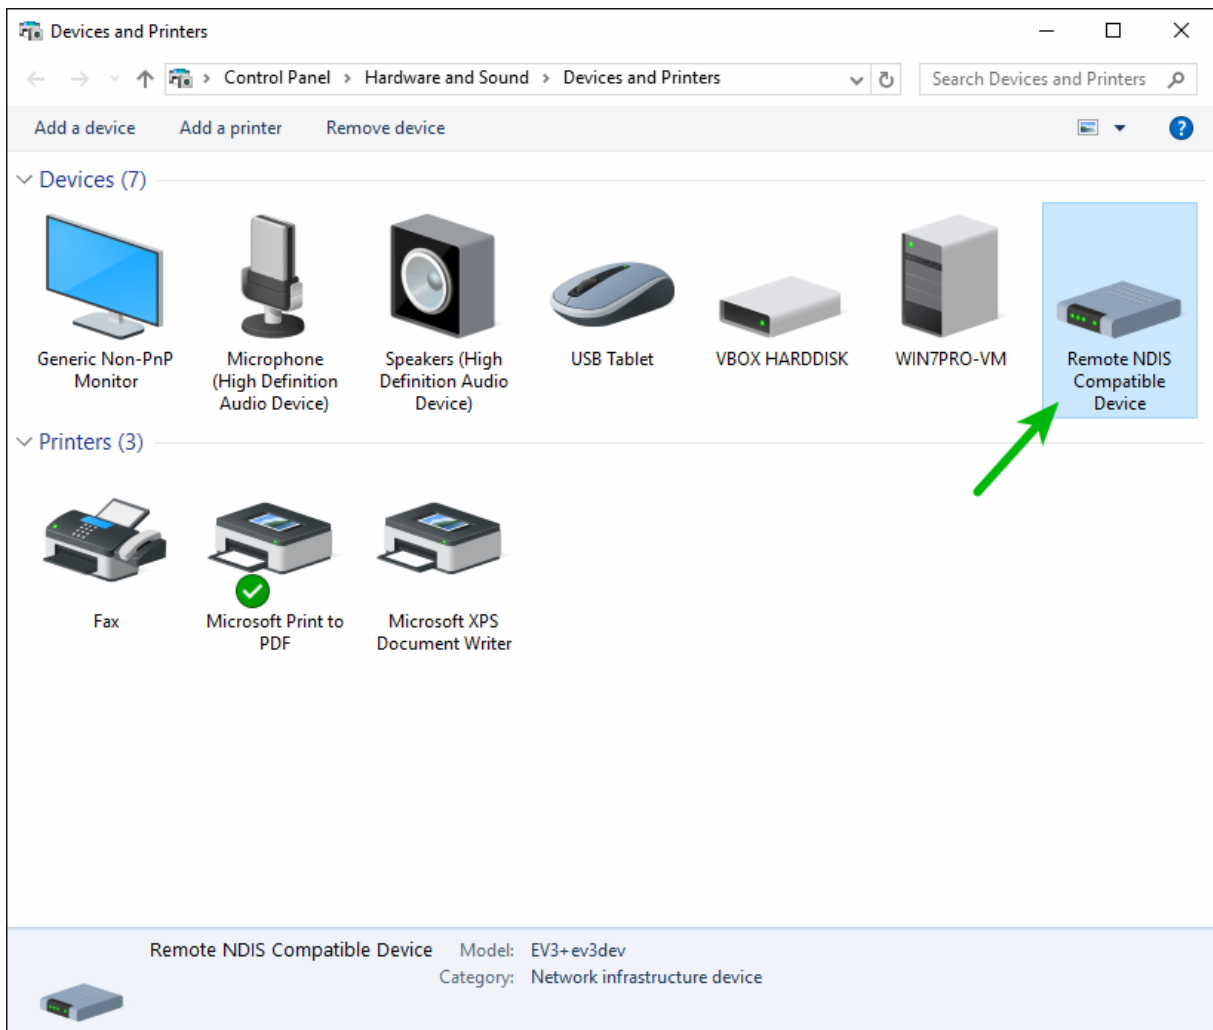 Devices and Printers
Control Panel > Hardware and Sound > Devices and Printers
Search Devices and Printers
Add a device Add a printer Remove device
?
Devices (7)
Generic Non-PnP
Monitor
Microphone
(High Definition
Audio Device)
Speakers (High
Definition Audio
Device)
USB Tablet
VBOX HARDDISK
WIN7PRO-VM
Remote NDIS
Compatible
Device
Printers (3)
Fax
Microsoft Print to
PDF
Microsoft XPS
Document Writer
Remote NDIS Compatible Device Model: EV3+ev3dev
Category: Network infrastructure device